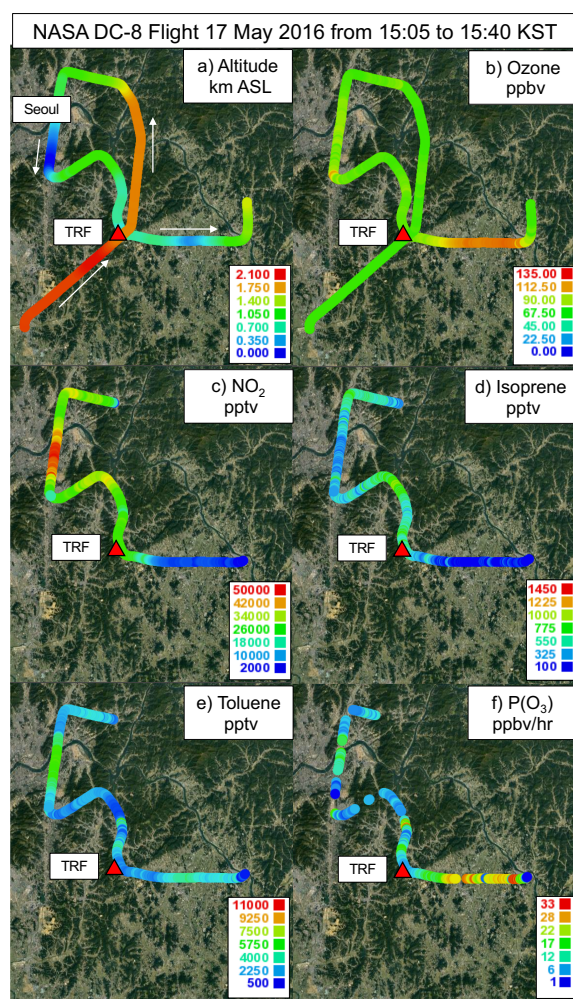 NASA DC-8 Flight 17 May 2016 from 15:05 to 15:40 KST
a) Altitude
km ASL
Seoul
TRF
2.100
1.750
1.400
1.050
0.700
0.350
0.000
b) Ozone
ppbv
TRF
135.00
112.50
90.00
67.50
45.00
22.50
0.00
c) NO₂
pptv
TRF
50000
42000
34000
26000
18000
10000
2000
d) Isoprene
pptv
TRF
1450
1225
1000
775
550
325
100
e) Toluene
pptv
TRF
11000
9250
7500
5750
4000
2250
500
f) P(O₃)
ppbv/hr
TRF
33
28
22
17
12
6
1